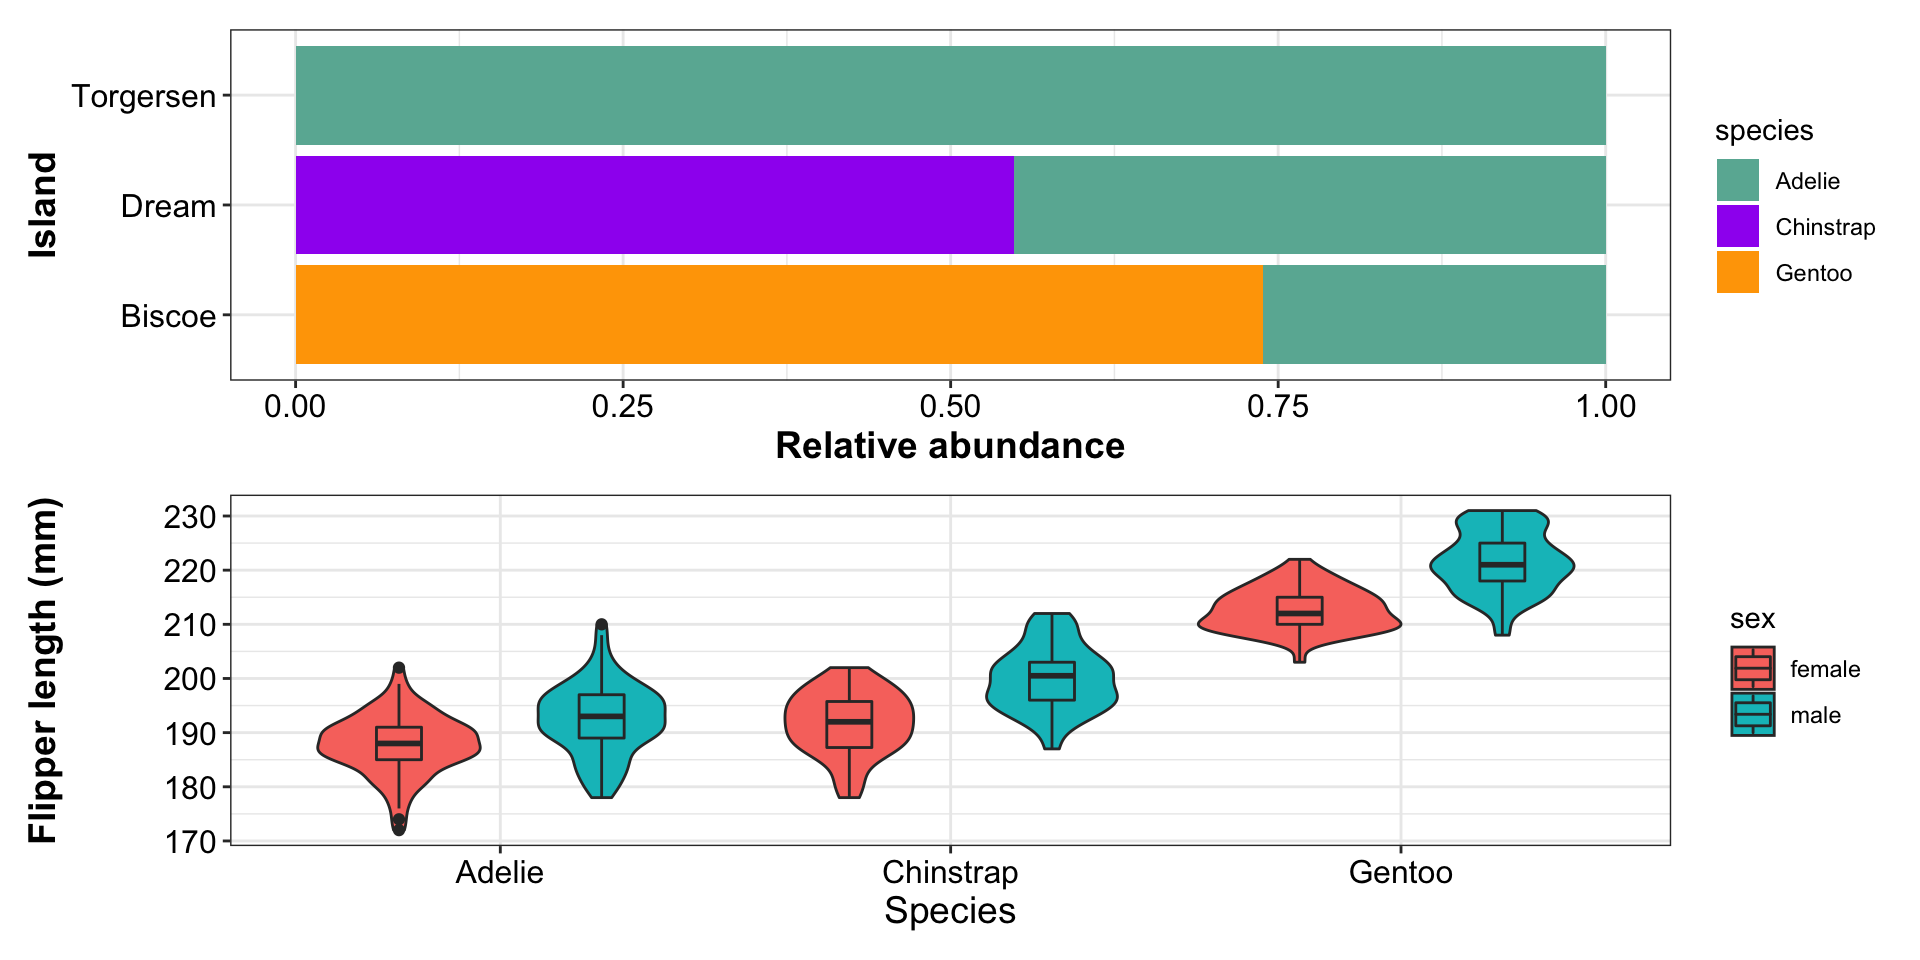 Island
Torgersen
Dream
Biscoe
0.00 0.25 0.50 0.75 1.00
Relative abundance
species
Adelie
Chinstrap
Gentoo
Flipper length (mm)
230
220
210
200
190
180
170
Adelie Chinstrap Gentoo
Species
sex
female
male